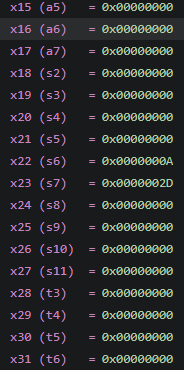 x15 (a5) = 0x00000000
x16 (a6) = 0x00000000
x17 (a7) = 0x00000000
x18 (s2) = 0x00000000
x19 (s3) = 0x00000000
x20 (s4) = 0x00000000
x21 (s5) = 0x00000000
x22 (s6) = 0x0000000A
x23 (s7) = 0x0000002D
x24 (s8) = 0x00000000
x25 (s9) = 0x00000000
x26 (s10) = 0x00000000
x27 (s11) = 0x00000000
x28 (t3) = 0x00000000
x29 (t4) = 0x00000000
x30 (t5) = 0x00000000
x31 (t6) = 0x00000000